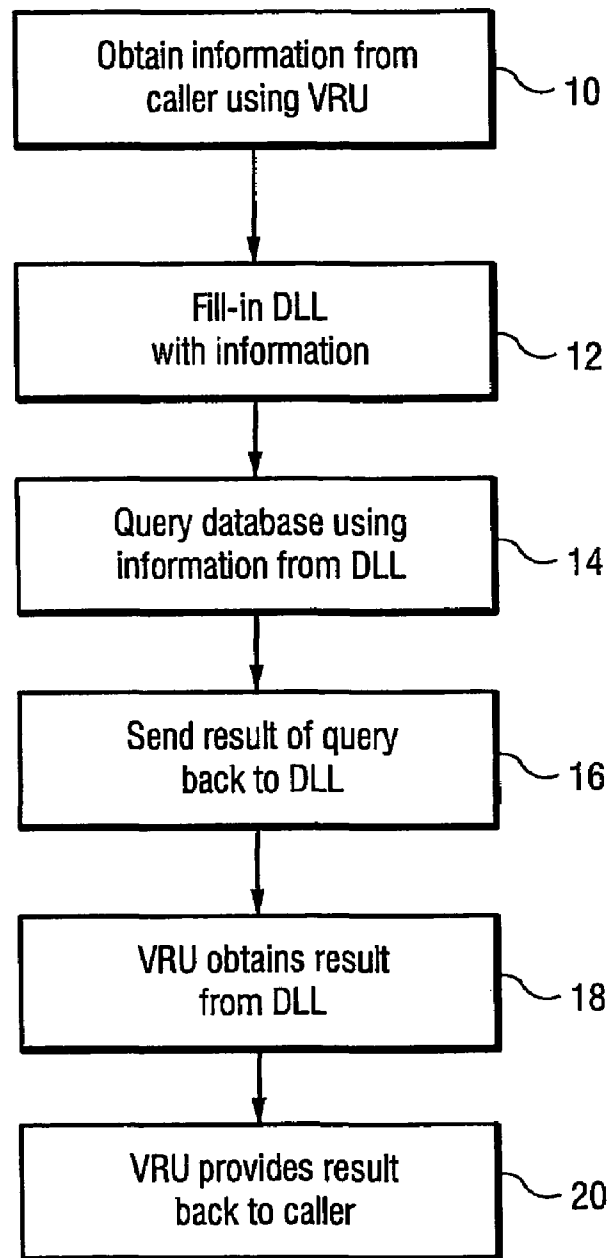 Obtain information from
caller using VRU
10
Fill-in DLL
with information
12
Query database using
information from DLL
14
Send result of query
back to DLL
16
VRU obtains result
from DLL
18
VRU provides result
back to caller
20